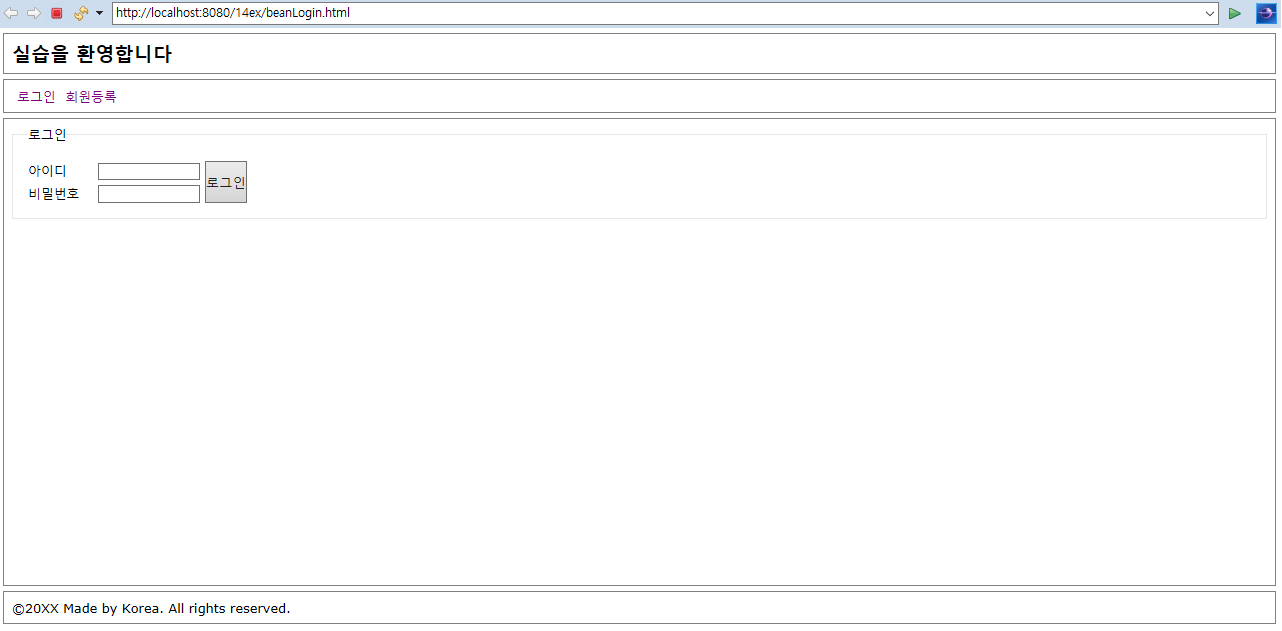 http://localhost:8080/14ex/beanLogin.html
실습을 환영합니다
로그인 회원등록
로그인
아이디
비밀번호
로그인
©20XX Made by Korea. All rights reserved.